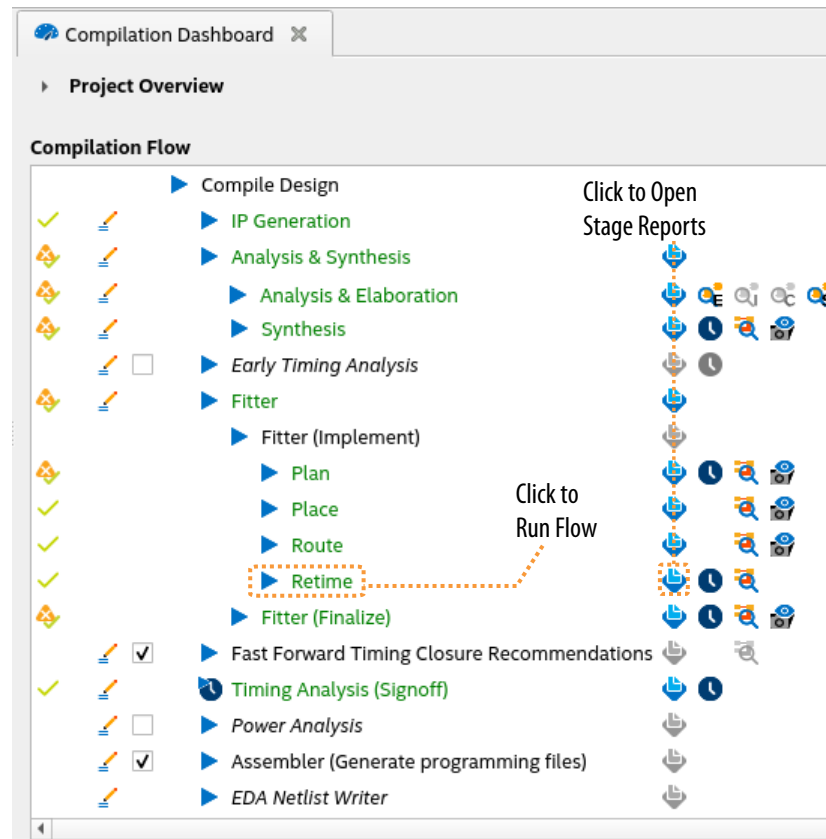 Compilation Dashboard
Project Overview
Compilation Flow
Compile Design
Click to Open
Stage Reports
IP Generation
Analysis & Synthesis
Analysis & Elaboration
E
J
C
S
Synthesis
Early Timing Analysis
Fitter
Fitter (Implement)
Plan
Click to
Run Flow
Place
Route
Retime
Fitter (Finalize)
Fast Forward Timing Closure Recommendations
Timing Analysis (Signoff)
Power Analysis
Assembler (Generate programming files)
EDA Netlist Writer